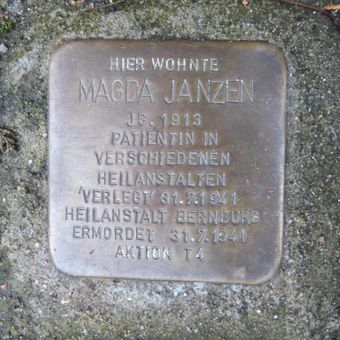 HIER WOHNTE
MAGDA JANZEN
JG. 1913
PATIENTIN IN
VERSCHIEDENEN
HEILANSTALTEN
'VERLEGT' 31.7.1941
HEILANSTALT BERNBURG
ERMORDET 31.7.1941
AKTION T4